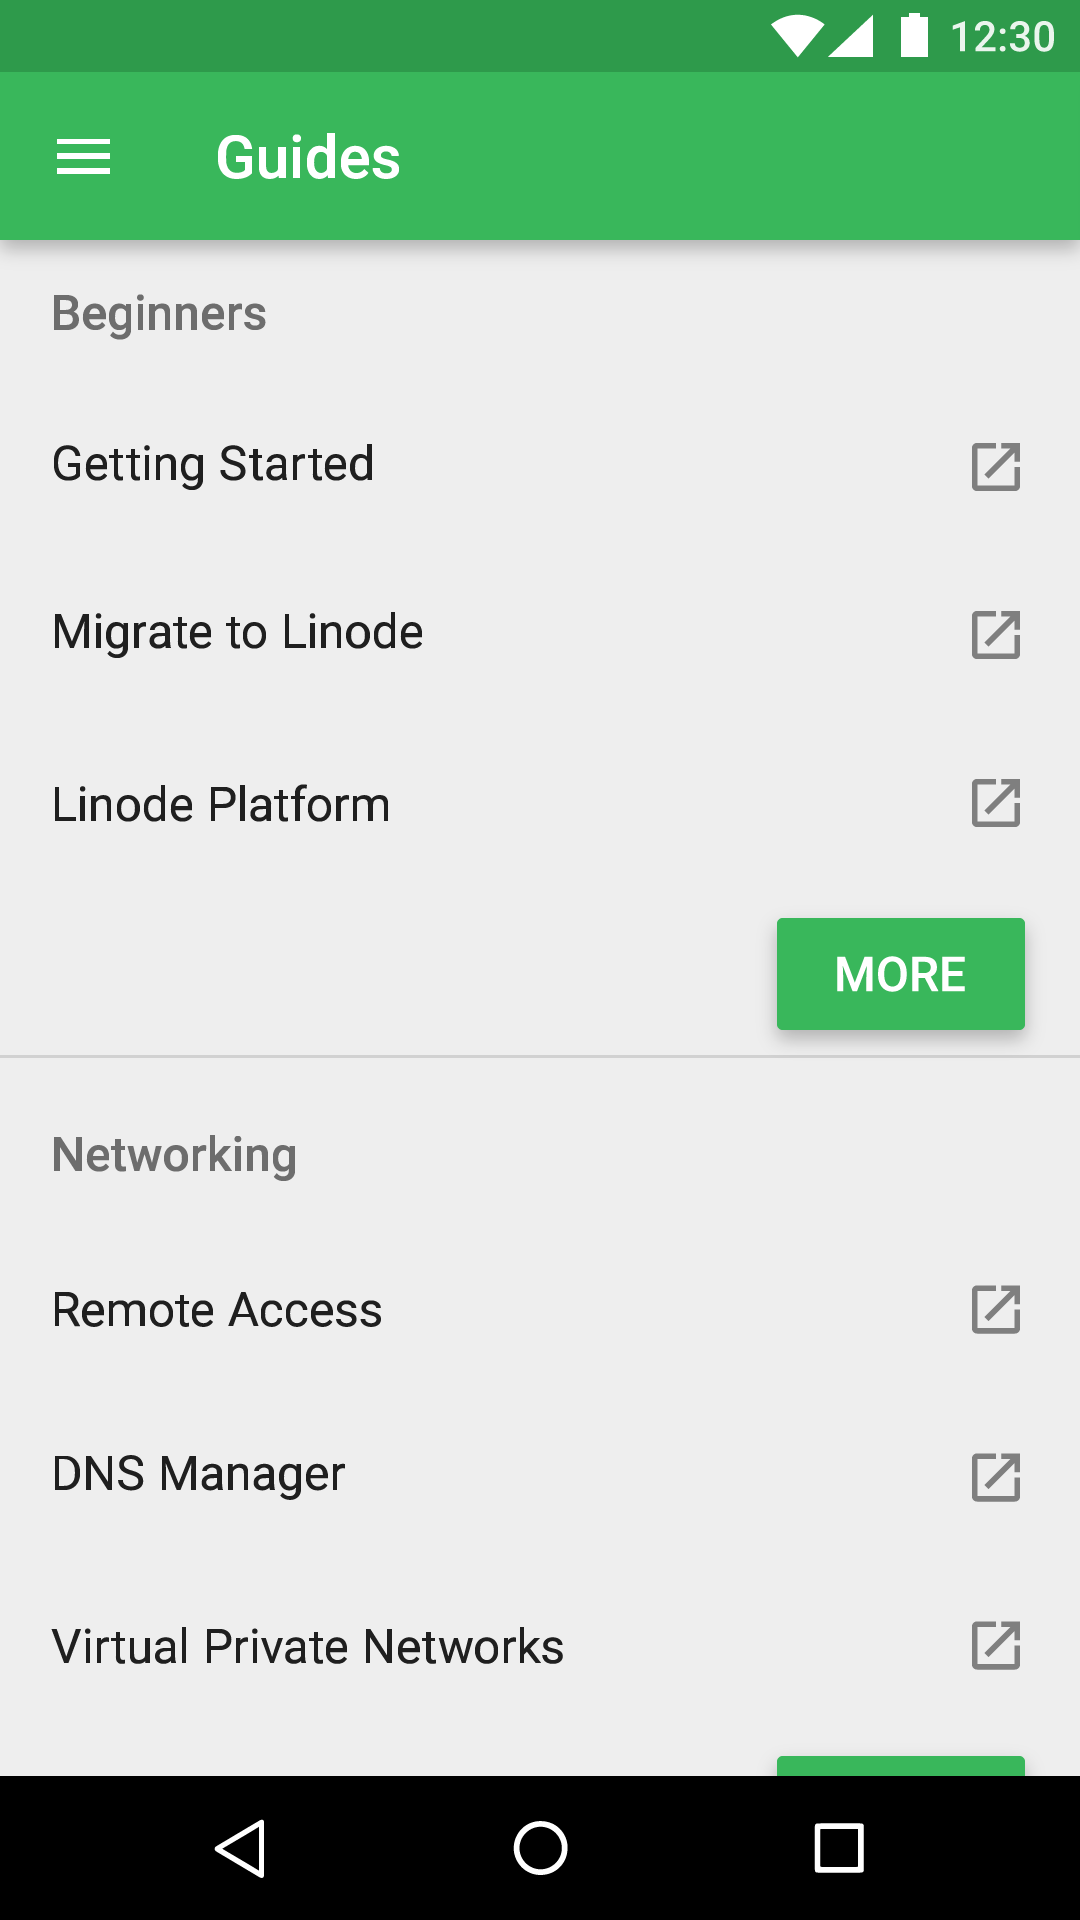 12:30
Guides
Beginners
Getting Started
Migrate to Linode
Linode Platform
MORE
Networking
Remote Access
DNS Manager
Virtual Private Networks